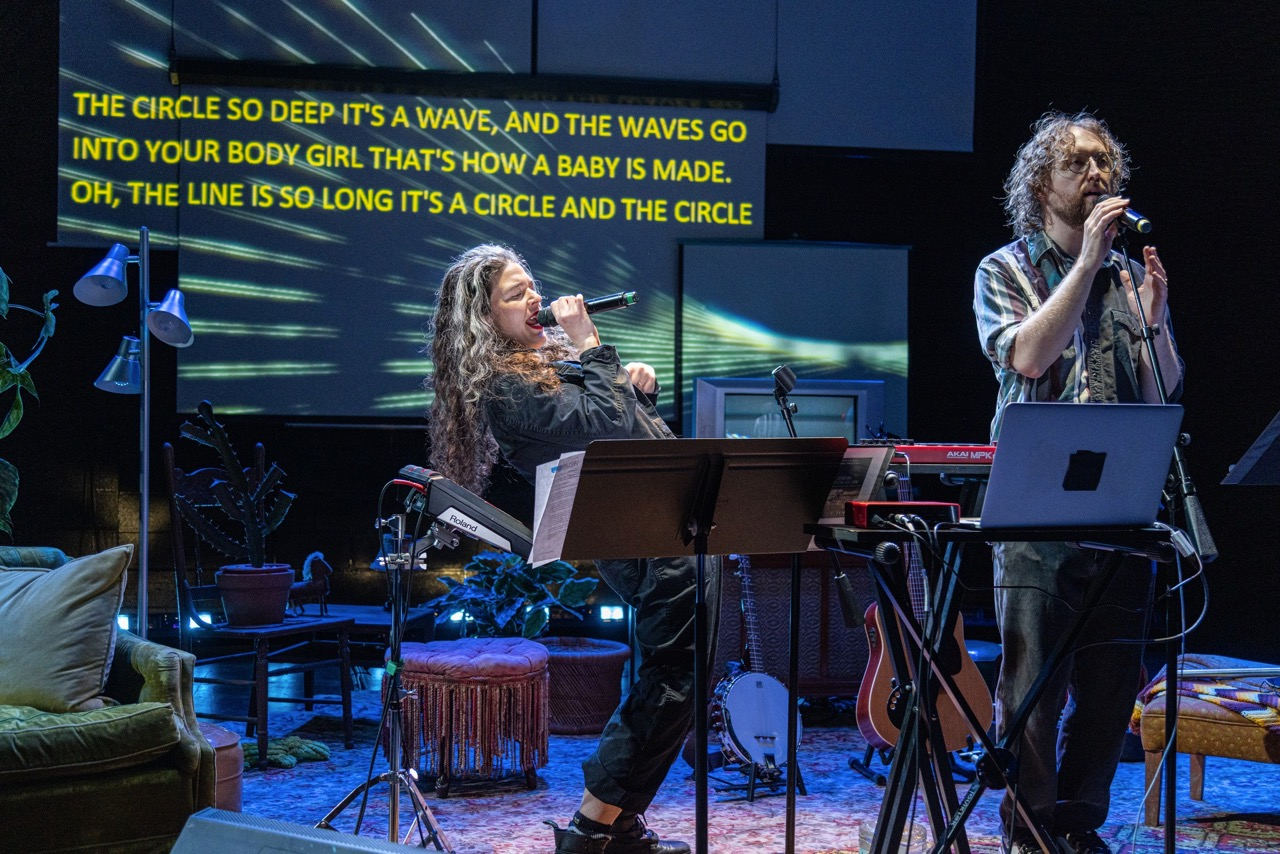 THE CIRCLE SO DEEP IT'S A WAVE, AND THE WAVES GO
INTO YOUR BODY GIRL THAT'S HOW A BABY IS MADE.
OH, THE LINE IS SO LONG IT'S A CIRCLE AND THE CIRCLE
Roland
AKAI MPK